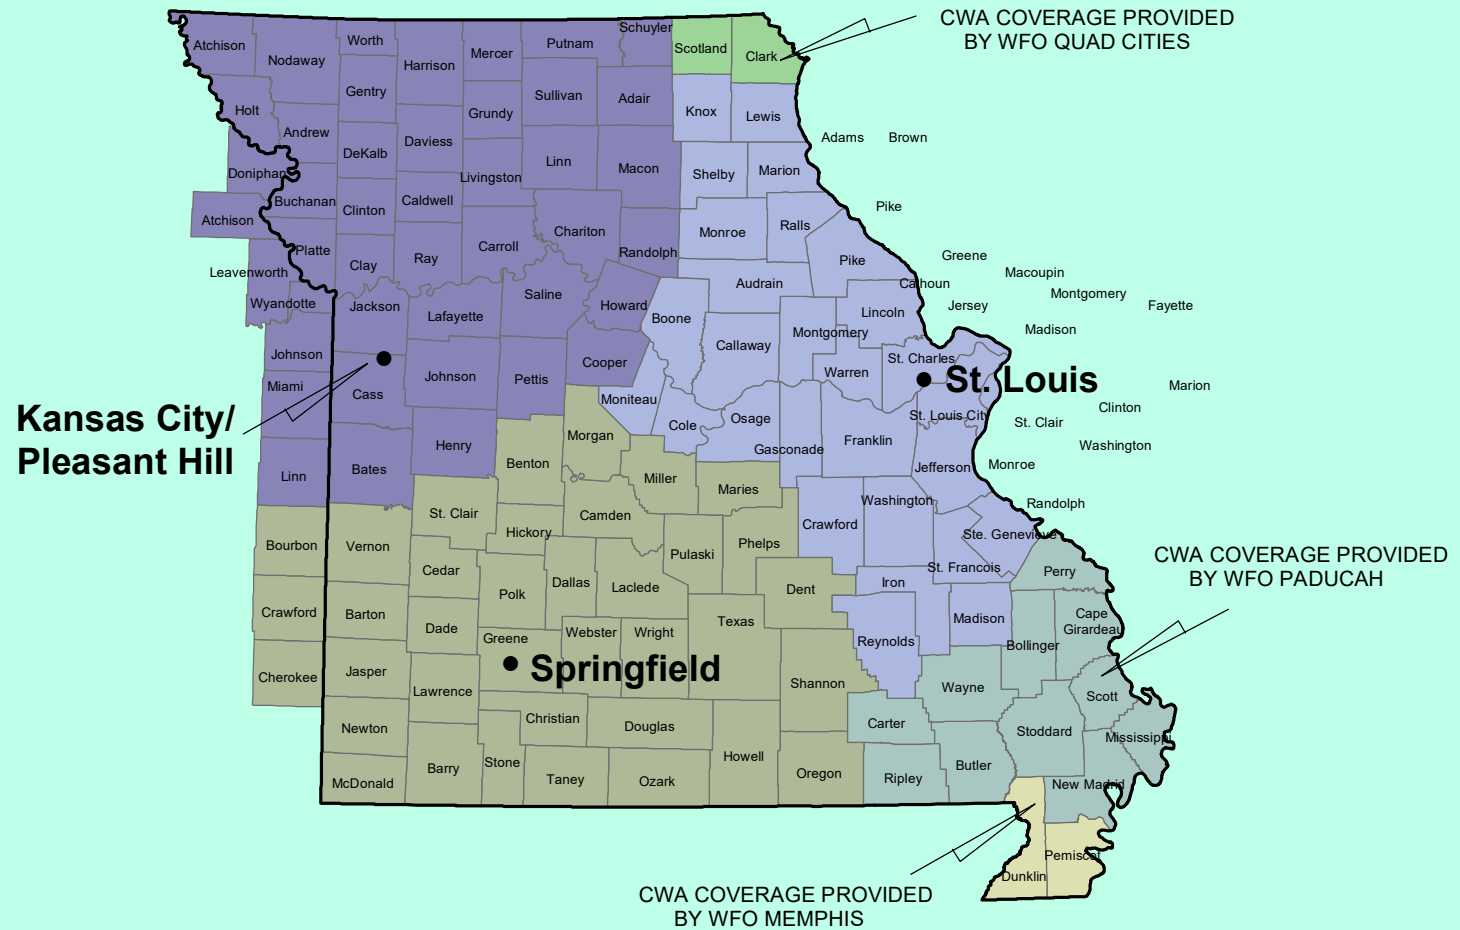 CWA COVERAGE PROVIDED
BY WFO QUAD CITIES
Schuyler
Atchison
Nodaway
Worth
Harrison
Mercer
Putnam
Scotland
Clark
Gentry
Sullivan
Adair
Holt
Grundy
Knox
Lewis
Andrew
DeKalb
Daviess
Adams
Brown
Linn
Macon
Doniphan
Livingston
Shelby
Marion
Buchanan
Clinton
Caldwell
Atchison
Pike
Platte
Clay
Ray
Carroll
Chariton
Randolph
Monroe
Ralls
Pike
Greene
Leavenworth
Macoupin
Wyandotte
Jackson
Lafayette
Saline
Howard
Audrain
Calhoun
Montgomery
Jersey
Fayette
Boone
Lincoln
Montgomery
Madison
Johnson
Callaway
Cooper
St. Charles
Warren
Miami
Cass
Johnson
Pettis
St. Louis
Marion
Moniteau
Clinton
Kansas City/
Pleasant Hill
Cole
Osage
St. Louis City
St. Clair
Morgan
Gasconade
Franklin
Washington
Henry
Benton
Linn
Bates
Miller
Maries
Jefferson
Monroe
Washington
Randolph
St. Clair
Camden
Crawford
Hickory
Ste. Genevieve
Bourbon
Vernon
Pulaski
Phelps
CWA COVERAGE PROVIDED
BY WFO PADUCAH
Cedar
Dallas
Laclede
Dent
Iron
St. Francois
Perry
Polk
Crawford
Barton
Dade
Texas
Madison
Cape
Girardeau
Greene
Webster
Wright
Reynolds
Bollinger
Springfield
Cherokee
Jasper
Lawrence
Shannon
Wayne
Scott
Newton
Christian
Douglas
Carter
Stoddard
Mississippi
McDonald
Barry
Stone
Taney
Ozark
Howell
Oregon
Ripley
Butler
New Madrid
Pemiscot
Dunklin
CWA COVERAGE PROVIDED
BY WFO MEMPHIS